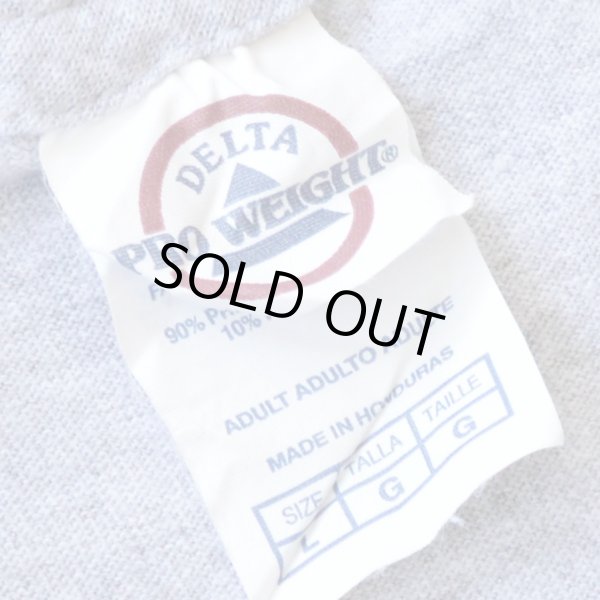 DELTA
PRO WEIGHT®
SOLD OUT
90%
10%
ADULT ADULTO ADULTE
MADE IN HONDURAS
SIZE TALLA TAILLE
L G G